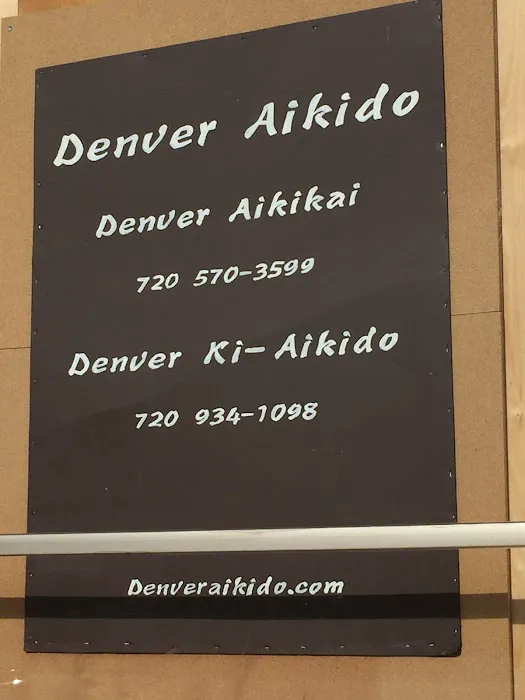 Denver Aikido
Denver Aikikai
720 570-3599
Denver Ki-Aikido
720 934-1098
Denveraikido.com